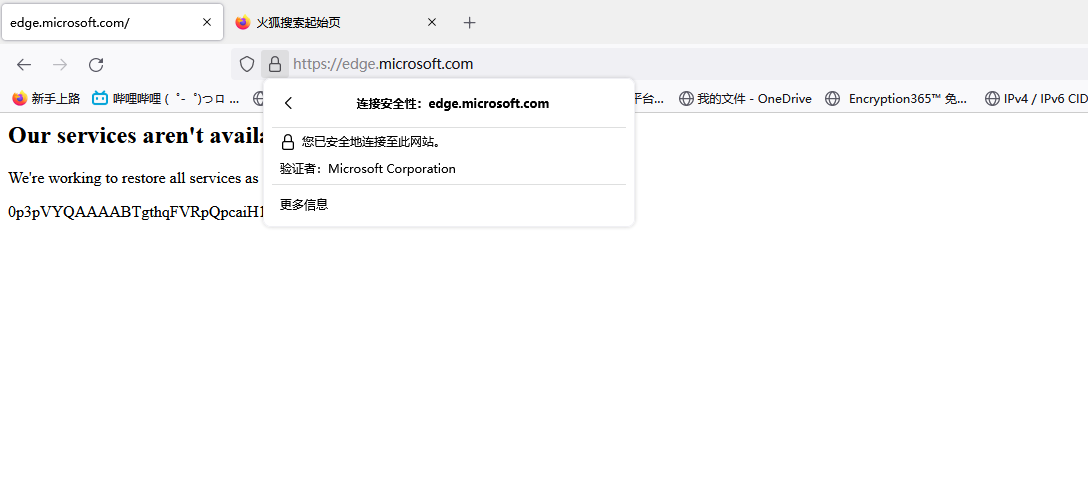 edge.microsoft.com/
火狐搜索起始页
https://edge.microsoft.com
新手上路
哔哩哔哩 ( ゜- ゜)つロ ...
平台...
我的文件 - OneDrive
Encryption365™ 免...
IPv4 / IPv6 CID
连接安全性：edge.microsoft.com
Our services aren't
您已安全地连接至此网站。
验证者：Microsoft Corporation
We're working to restore all services as
更多信息